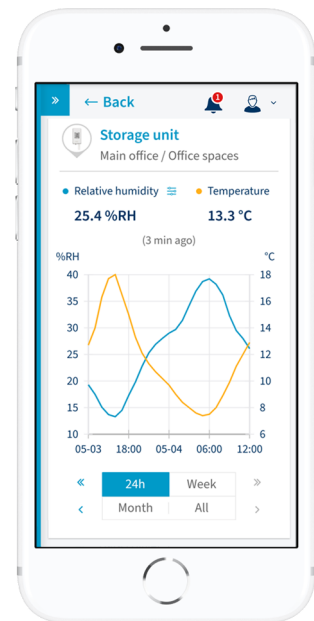 1
← Back
Storage unit
Main office / Office spaces
Relative humidity
Temperature
25.4 %RH
13.3 °C
(3 min ago)
%RH
°C
40
18
35
16
30
14
25
12
20
10
15
8
10
6
05-03
18:00
05-04
06:00
12:00
«
24h
Week
»
‹
Month
All
›